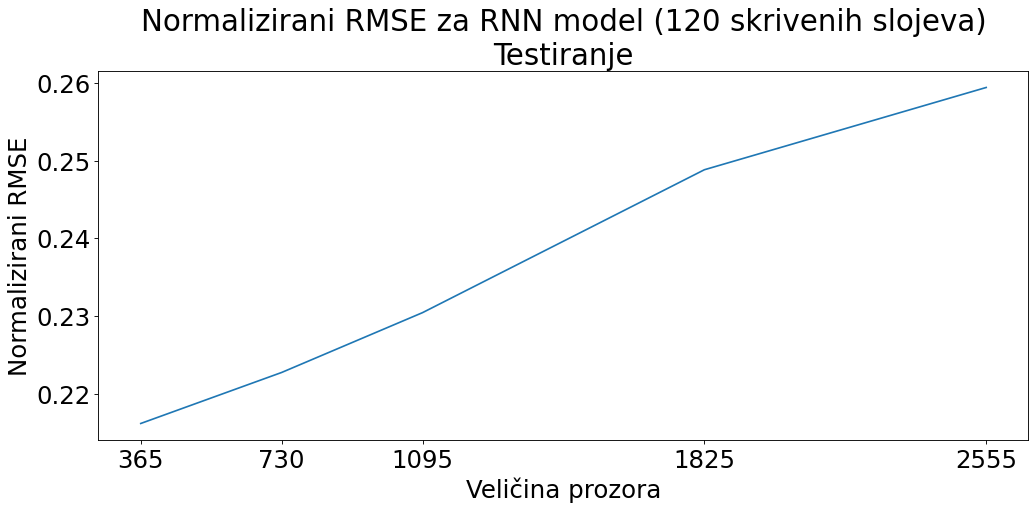 Normalizirani RMSE za RNN model (120 skrivenih slojeva)
Testiranje
Normalizirani RMSE
0.26
0.25
0.24
0.23
0.22
365 730 1095 1825 2555
Veličina prozora